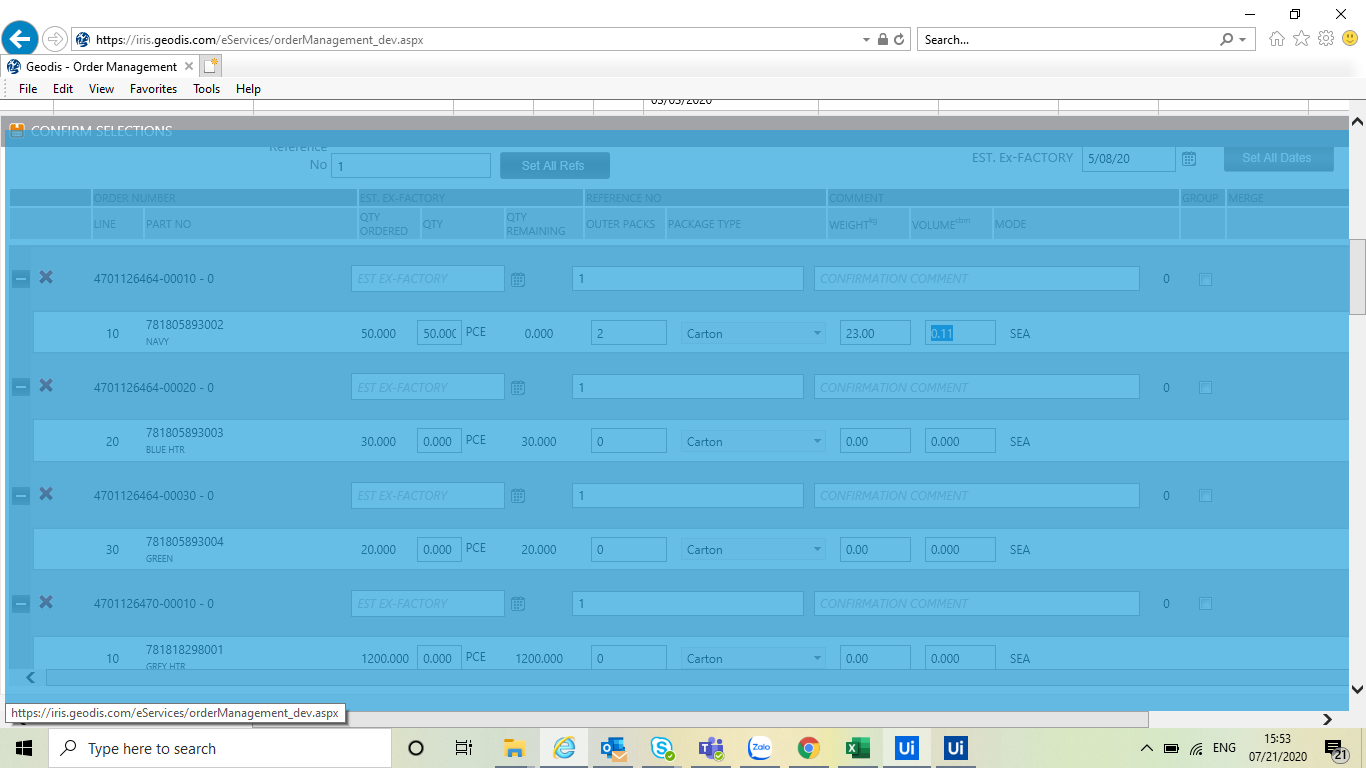 https://iris.geodis.com/eServices/orderManagement_dev.aspx
Search...
Geodis - Order Management
File Edit View Favorites Tools Help
03/03/2020
CONFIRM SELECTIONS
Reference No 1 Set All Refs EST. Ex-FACTORY 5/08/20 Set All Dates
ORDER NUMBER EST. EX-FACTORY REFERENCE NO COMMENT GROUP MERGE
LINE PART NO QTY ORDERED QTY QTY REMAINING OUTER PACKS PACKAGE TYPE WEIGHTkg VOLUMEcbm MODE
4701126464-00010 - 0 EST EX-FACTORY 1 CONFIRMATION COMMENT 0
10 781805893002 50.000 50.000 PCE 0.000 2 Carton 23.00 0.11 SEA
NAVY
4701126464-00020 - 0 EST EX-FACTORY 1 CONFIRMATION COMMENT 0
20 781805893003 30.000 0.000 PCE 30.000 0 Carton 0.00 0.000 SEA
BLUE HTR
4701126464-00030 - 0 EST EX-FACTORY 1 CONFIRMATION COMMENT 0
30 781805893004 20.000 0.000 PCE 20.000 0 Carton 0.00 0.000 SEA
GREEN
4701126470-00010 - 0 EST EX-FACTORY 1 CONFIRMATION COMMENT 0
10 781818298001 1200.000 0.000 PCE 1200.000 0 Carton 0.00 0.000 SEA
GREY HTR
https://iris.geodis.com/eServices/orderManagement_dev.aspx
Type here to search
Zalo
Ui
Ui
ENG
15:53
07/21/2020
21